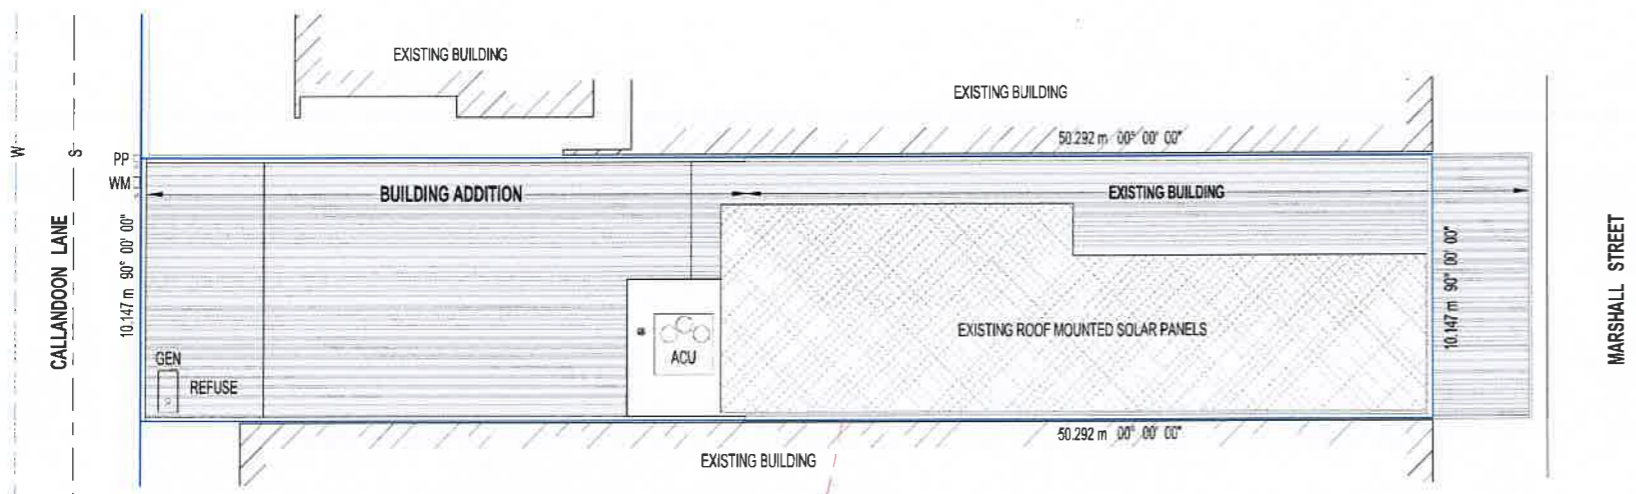 EXISTING BUILDING
EXISTING BUILDING
50.292 m 00° 00' 00"
W
S
PP
WM
BUILDING ADDITION
EXISTING BUILDING
CALLANDOON LANE
10.147 m 90° 00' 00"
10.147 m 90° 00' 00"
MARSHALL STREET
EXISTING ROOF MOUNTED SOLAR PANELS
ACU
GEN
REFUSE
50.292 m 00° 00' 00"
EXISTING BUILDING